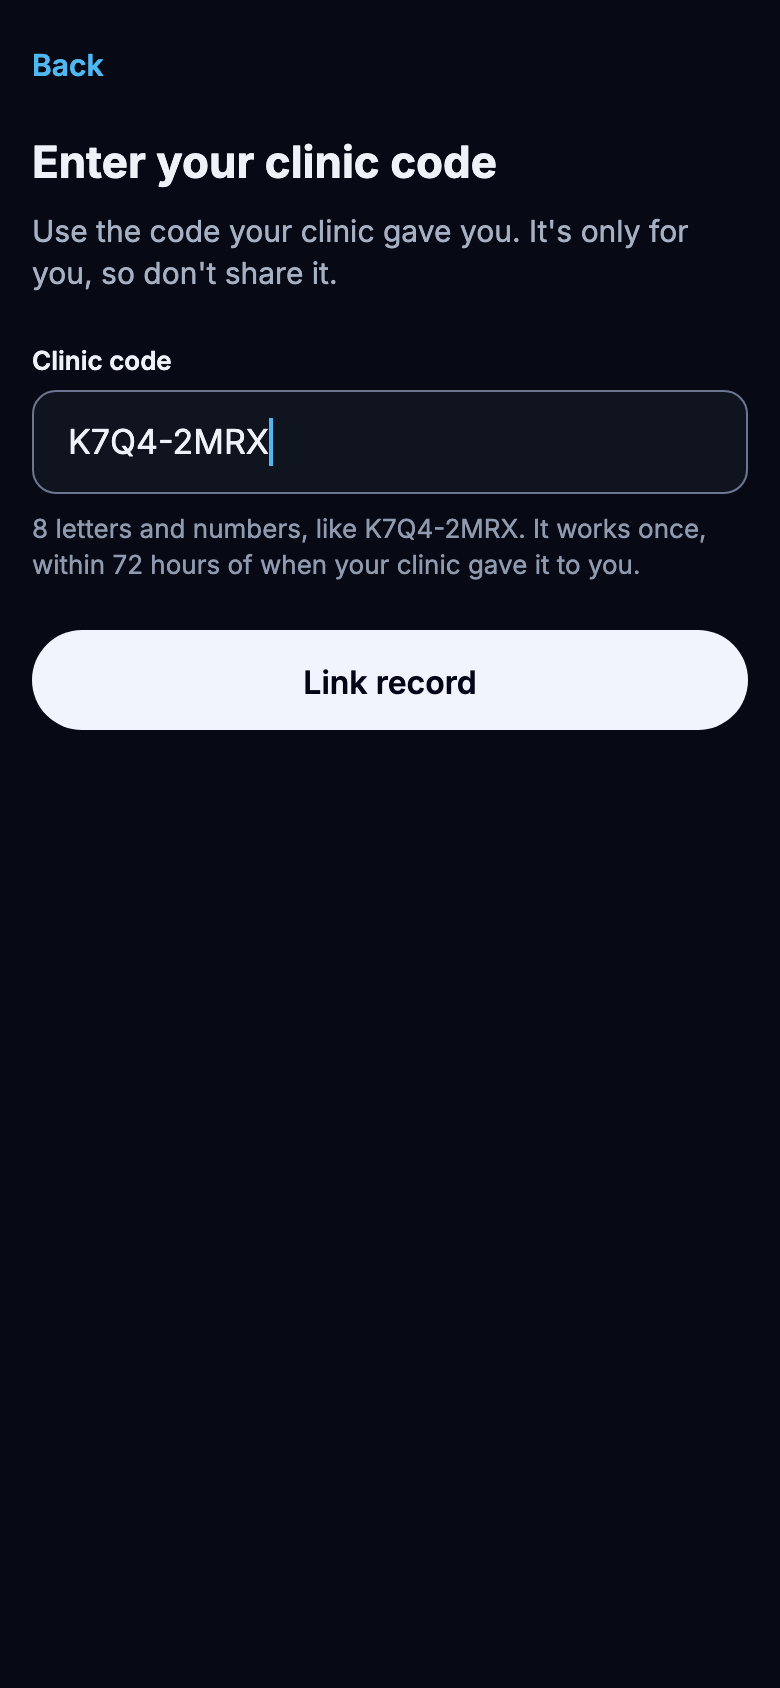 Back
Enter your clinic code
Use the code your clinic gave you. It's only for
you, so don't share it.
Clinic code
K7Q4-2MRX
8 letters and numbers, like K7Q4-2MRX. It works once,
within 72 hours of when your clinic gave it to you.
Link record